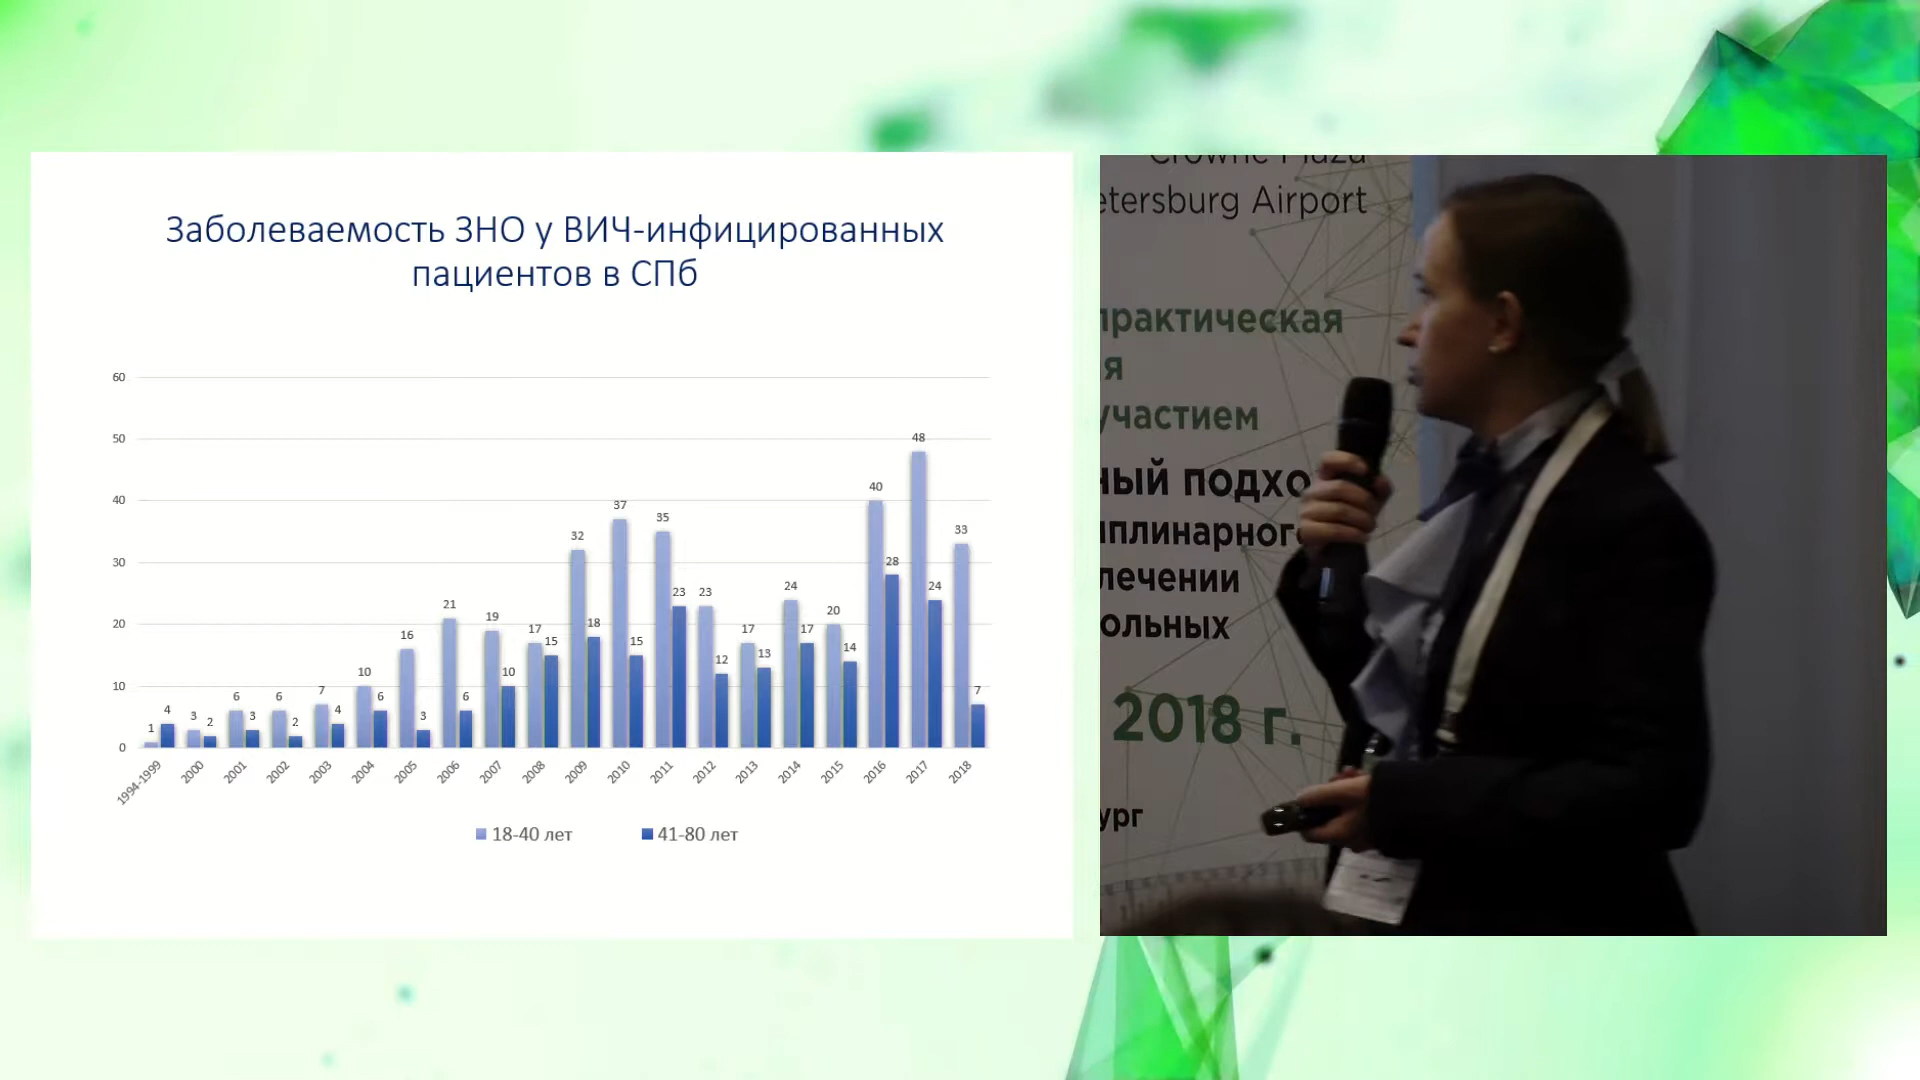 Заболеваемость ЗНО у ВИЧ-инфицированных
пациентов в СПб
60
50
40
30
20
10
0
1 4 3 2 6 3 6 2 7 4 10 6 16 3 21 6 19 10 17 15 32 18 37 15 35 23 23 12 17 13 24 17 20 14 40 28 48 24 33 7
1994-1999 2000 2001 2002 2003 2004 2005 2006 2007 2008 2009 2010 2011 2012 2013 2014 2015 2016 2017 2018
18-40 лет 41-80 лет
Crowne Plaza
etersburg Airport
практическая
я
участием
ный подхо
иплинарног
лечении
ольных
2018 г.
ург